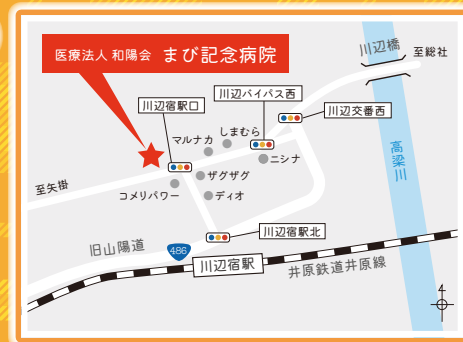 医療法人 和陽会 まび記念病院
川辺橋
至総社
川辺バイパス西
川辺宿駅口
川辺交番西
しまむら
マルナカ
ニシナ
高梁川
ザグザグ
至矢掛
コメリパワー
ディオ
川辺宿駅北
旧山陽道
486
川辺宿駅
井原鉄道井原線
4